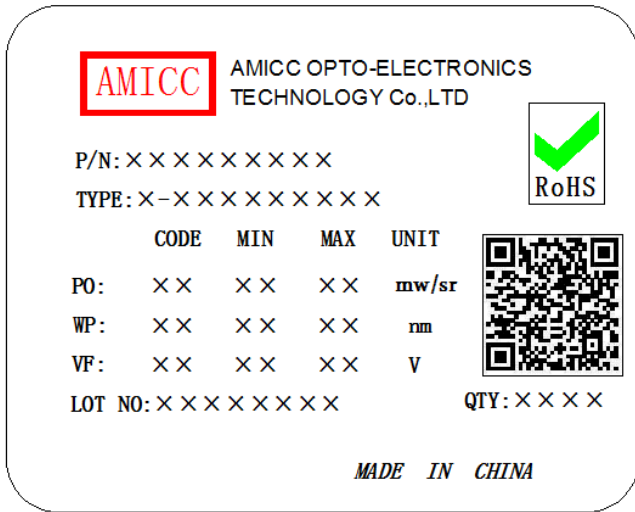 AMICC
AMICC OPTO-ELECTRONICS
TECHNOLOGY Co.,LTD
RoHS
P/N:×××××××××
TYPE:×-×××××××××
CODE MIN MAX UNIT
PO: ×× ×× ×× mw/sr
WP: ×× ×× ×× nm
VF: ×× ×× ×× V
LOT NO:×××××××× QTY:××××
MADE IN CHINA